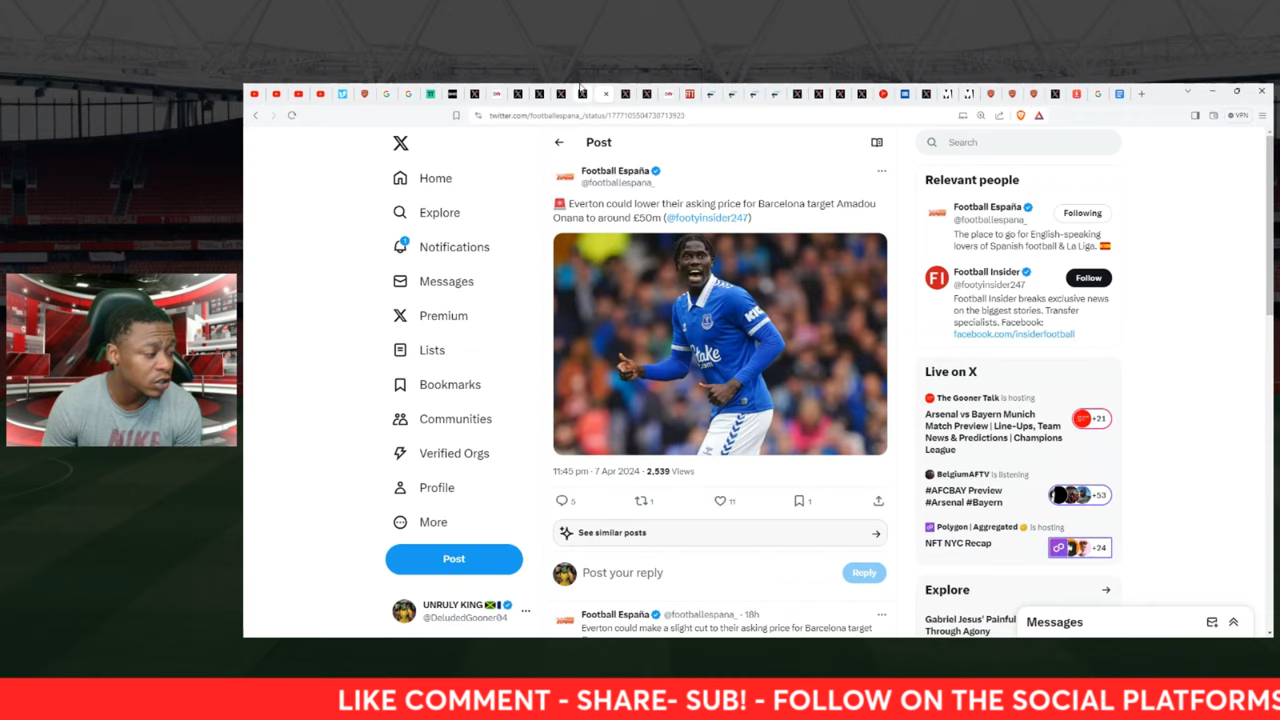 twitter.com/footballespana_/status/1777105504738713923
VPN
Home
Explore
Notifications
Messages
Premium
Lists
Bookmarks
Communities
Verified Orgs
Profile
More
Post
UNRULY KING
@DeludedGooner04
Post
Football España
@footballespana_
Everton could lower their asking price for Barcelona target Amadou
Onana to around £50m (@footyinsider247)
Stake
11:45 pm · 7 Apr 2024 · 2,539 Views
5
1
11
1
See similar posts
Post your reply
Reply
Football España @footballespana_ · 18h
Everton could make a slight cut to their asking price for Barcelona target
Search
Relevant people
Football España
@footballespana_
Following
The place to go for English-speaking
lovers of Spanish football & La Liga.
FI
Football Insider
@footyinsider247
Follow
Football Insider breaks exclusive news
on the biggest stories. Transfer
specialists. Facebook:
facebook.com/insiderfootball
Live on X
The Gooner Talk is hosting
Arsenal vs Bayern Munich
Match Preview | Line-Ups, Team
News & Predictions | Champions
League
+21
BelgiumAFTV is listening
#AFCBAY Preview
#Arsenal #Bayern
+53
Polygon | Aggregated is hosting
NFT NYC Recap
+24
Explore
Gabriel Jesus' Painful
Through Agony
Messages
NIKE
LIKE COMMENT - SHARE- SUB! - FOLLOW ON THE SOCIAL PLATFORMS